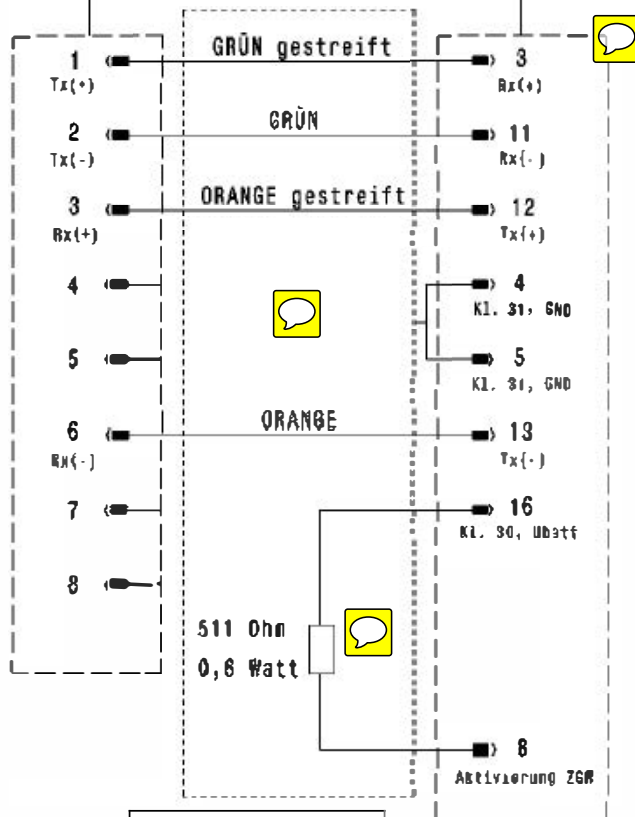 1 GRÜN gestreift 3
Tx(+) Rx(+)
2 GRÜN 11
Tx(-) Rx(-)
3 ORANGE gestreift 12
Rx(+) Tx(+)
4 4
Kl. 31, GND
5 5
Kl. 31, GND
6 ORANGE 13
Rx(-) Tx(-)
7 16
Kl. 30, Ubatt
8
511 Ohm
0,6 Watt
8
Aktivierung ZGW